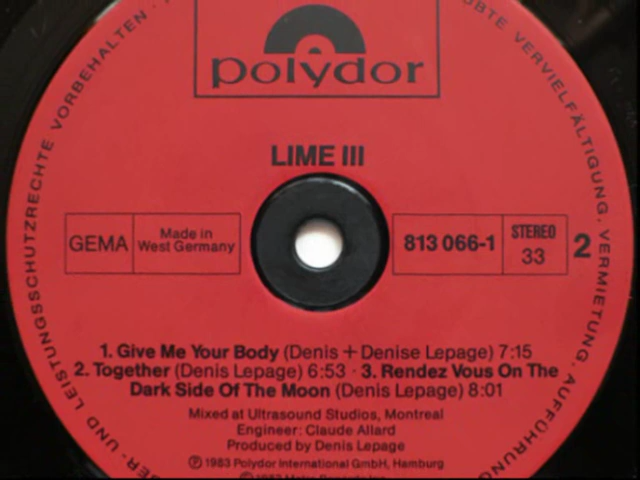 polydor
LIME III
GEMA
Made in
West Germany
813 066-1
STEREO
33
2
1. Give Me Your Body (Denis + Denise Lepage) 7:15
2. Together (Denis Lepage) 6:53 · 3. Rendez Vous On The
Dark Side Of The Moon (Denis Lepage) 8:01
Mixed at Ultrasound Studios, Montreal
Engineer: Claude Allard
Produced by Denis Lepage
Ⓟ 1983 Polydor International GmbH, Hamburg
UND LEISTUNGSSCHUTZRECHTE VORBEHALTEN ·
VERVIELFÄLTIGUNG, VERMIETUNG, AUFFÜHRUNG